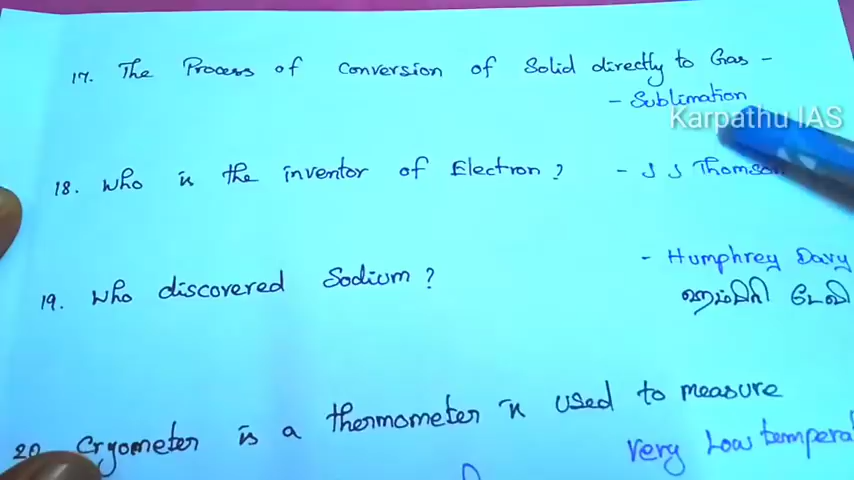 17. The Process of Conversion of Solid directly to Gas -
- Sublimation
Karpathu IAS
18. Who is the inventor of Electron ? - J J Thomson
19. Who discovered Sodium ? - Humphrey Davy
ஹம்பிரி டேவி
20 Cryometer is a thermometer is used to measure
Very Low tempera